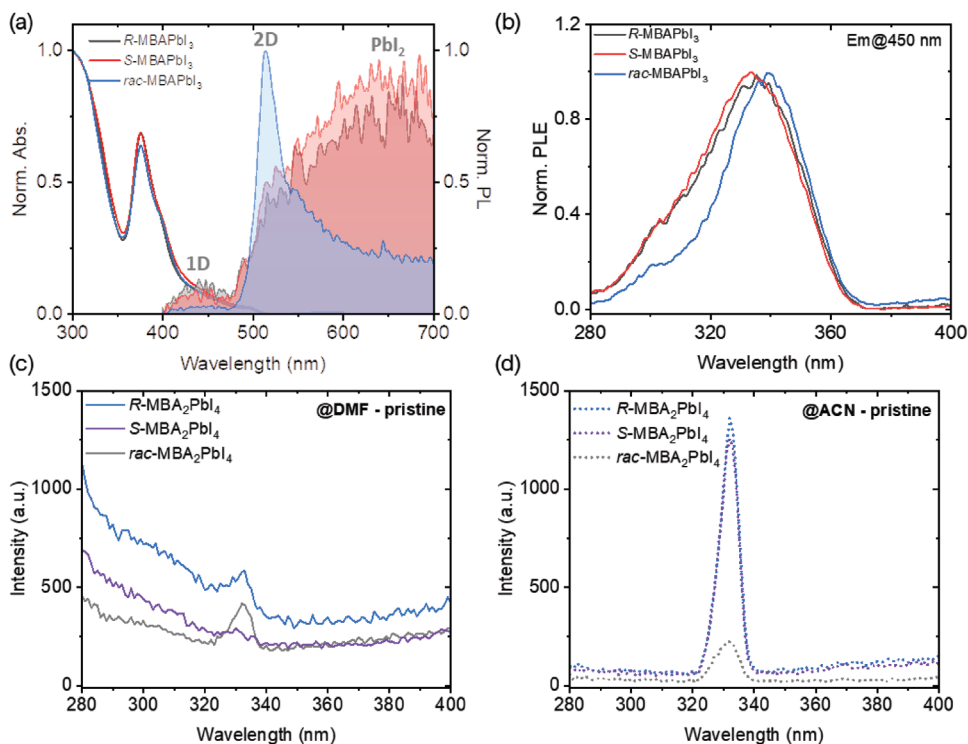 (a)
1.0
0.5
0.0
Norm. Abs.
R-MBAPbI₃
S-MBAPbI₃
rac-MBAPbI₃
2D
PbI₂
1D
1.0
0.5
0.0
Norm. PL
300 400 500 600 700
Wavelength (nm)
(b)
1.2
0.8
0.4
0.0
Norm. PLE
R-MBAPbI₃
S-MBAPbI₃
rac-MBAPbI₃
Em@450 nm
280 320 360 400
Wavelength (nm)
(c)
1500
1000
500
0
Intensity (a.u.)
R-MBA₂PbI₄
S-MBA₂PbI₄
rac-MBA₂PbI₄
@DMF - pristine
280 300 320 340 360 380 400
Wavelength (nm)
(d)
1500
1000
500
0
Intensity (a.u.)
R-MBA₂PbI₄
S-MBA₂PbI₄
rac-MBA₂PbI₄
@ACN - pristine
280 300 320 340 360 380 400
Wavelength (nm)